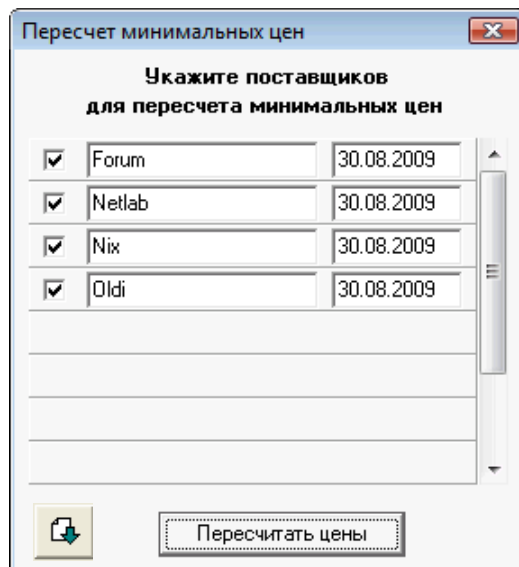 Пересчет минимальных цен
Укажите поставщиков
для пересчета минимальных цен
Forum 30.08.2009
Netlab 30.08.2009
Nix 30.08.2009
Oldi 30.08.2009
Пересчитать цены